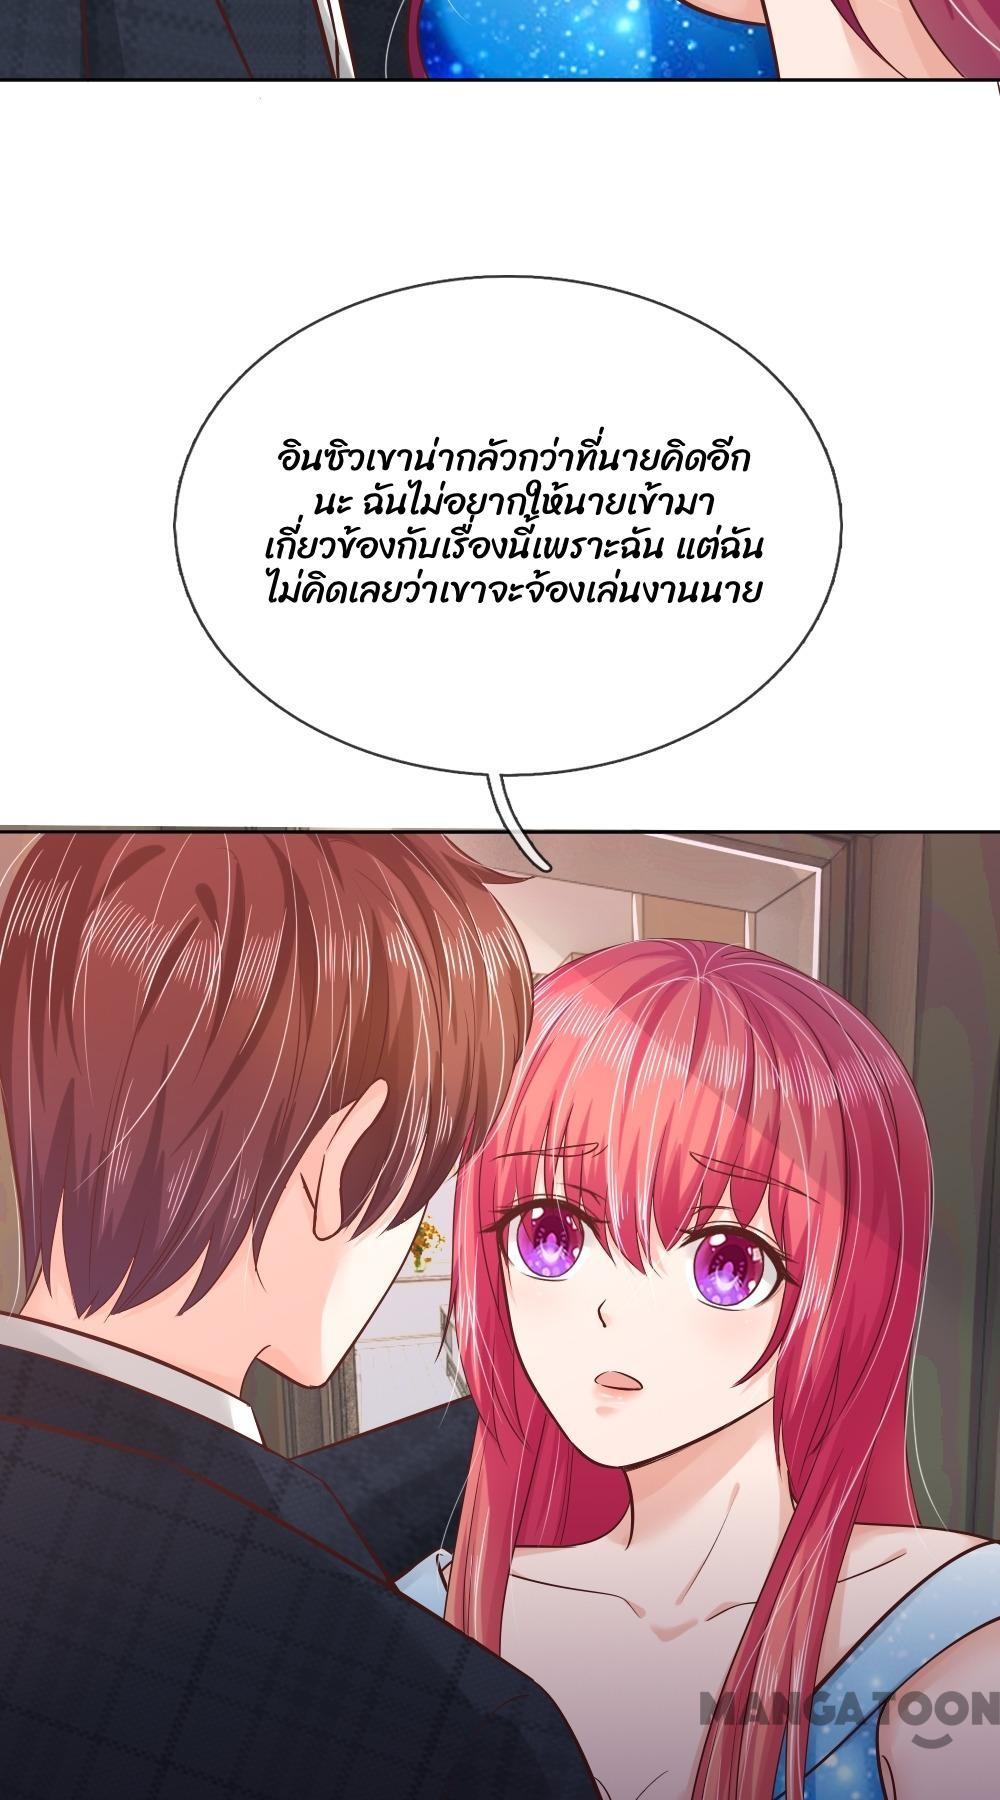 อินซิวเขาน่ากลัวกว่าที่นายคิดอีก
นะ ฉันไม่อยากให้นายเข้ามา
เกี่ยวข้องกับเรื่องนี้เพราะฉัน แต่ฉัน
ไม่คิดเลยว่าเขาจะจ้องเล่นงานนาย
MANGATOON